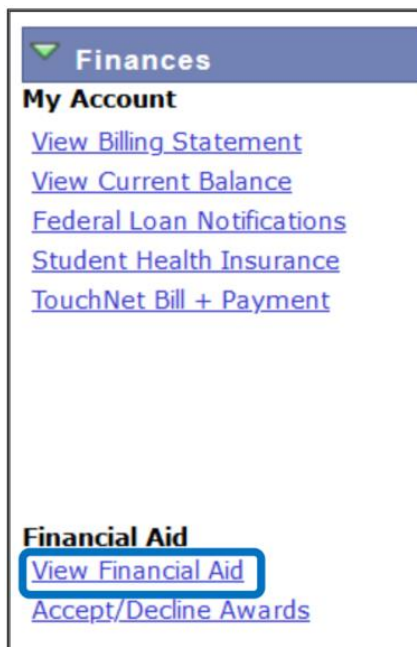 Finances
My Account
View Billing Statement
View Current Balance
Federal Loan Notifications
Student Health Insurance
TouchNet Bill + Payment
Financial Aid
View Financial Aid
Accept/Decline Awards